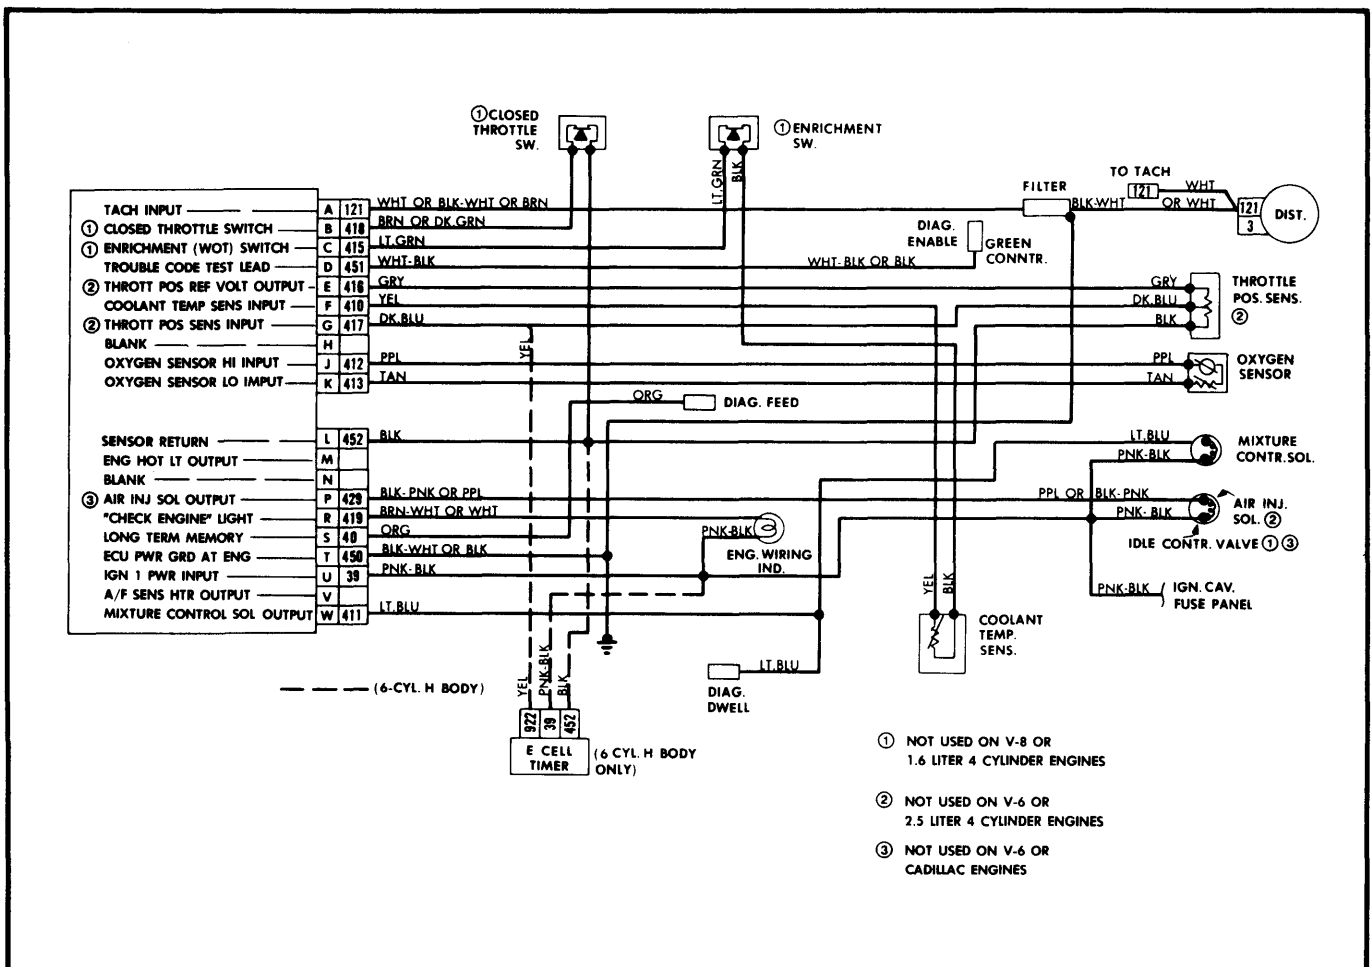 ① CLOSED
THROTTLE
SW.
① ENRICHMENT
SW.
LT.GRN
BLK
TO TACH
121
WHT
FILTER
BLK-WHT
OR WHT
121
3
DIST.
DIAG.
ENABLE
GREEN
CONNTR.
TACH INPUT A 121 WHT OR BLK-WHT OR BRN
① CLOSED THROTTLE SWITCH B 418 BRN OR DK.GRN
① ENRICHMENT (WOT) SWITCH C 415 LT.GRN
TROUBLE CODE TEST LEAD D 451 WHT-BLK
WHT-BLK OR BLK
② THROTT POS REF VOLT OUTPUT E 416 GRY
COOLANT TEMP SENS INPUT F 410 YEL
② THROTT POS SENS INPUT G 417 DK.BLU
BLANK H
OXYGEN SENSOR HI INPUT J 412 PPL
OXYGEN SENSOR LO IMPUT K 413 TAN
GRY
DK.BLU
BLK
THROTTLE
POS. SENS.
②
YEL
PPL
TAN
OXYGEN
SENSOR
ORG
DIAG. FEED
SENSOR RETURN L 452 BLK
ENG HOT LT OUTPUT M
BLANK N
③ AIR INJ SOL OUTPUT P 429 BLK-PNK OR PPL
"CHECK ENGINE" LIGHT R 419 BRN-WHT OR WHT
LONG TERM MEMORY S 40 ORG
ECU PWR GRD AT ENG T 450 BLK-WHT OR BLK
IGN 1 PWR INPUT U 39 PNK-BLK
A/F SENS HTR OUTPUT V
MIXTURE CONTROL SOL OUTPUT W 411 LT.BLU
LT.BLU
PNK-BLK
MIXTURE
CONTR.SOL.
PPL OR BLK-PNK
PNK-BLK
AIR INJ.
SOL. ②
IDLE CONTR. VALVE ① ③
PNK-BLK
ENG. WIRING
IND.
YEL
BLK
PNK-BLK
IGN. CAV.
FUSE PANEL
COOLANT
TEMP.
SENS.
LT.BLU
DIAG.
DWELL
(6-CYL. H BODY)
YEL
PNK-BLK
BLK
922
39
452
E CELL
TIMER
(6 CYL. H BODY
ONLY)
① NOT USED ON V-8 OR
1.6 LITER 4 CYLINDER ENGINES
② NOT USED ON V-6 OR
2.5 LITER 4 CYLINDER ENGINES
③ NOT USED ON V-6 OR
CADILLAC ENGINES